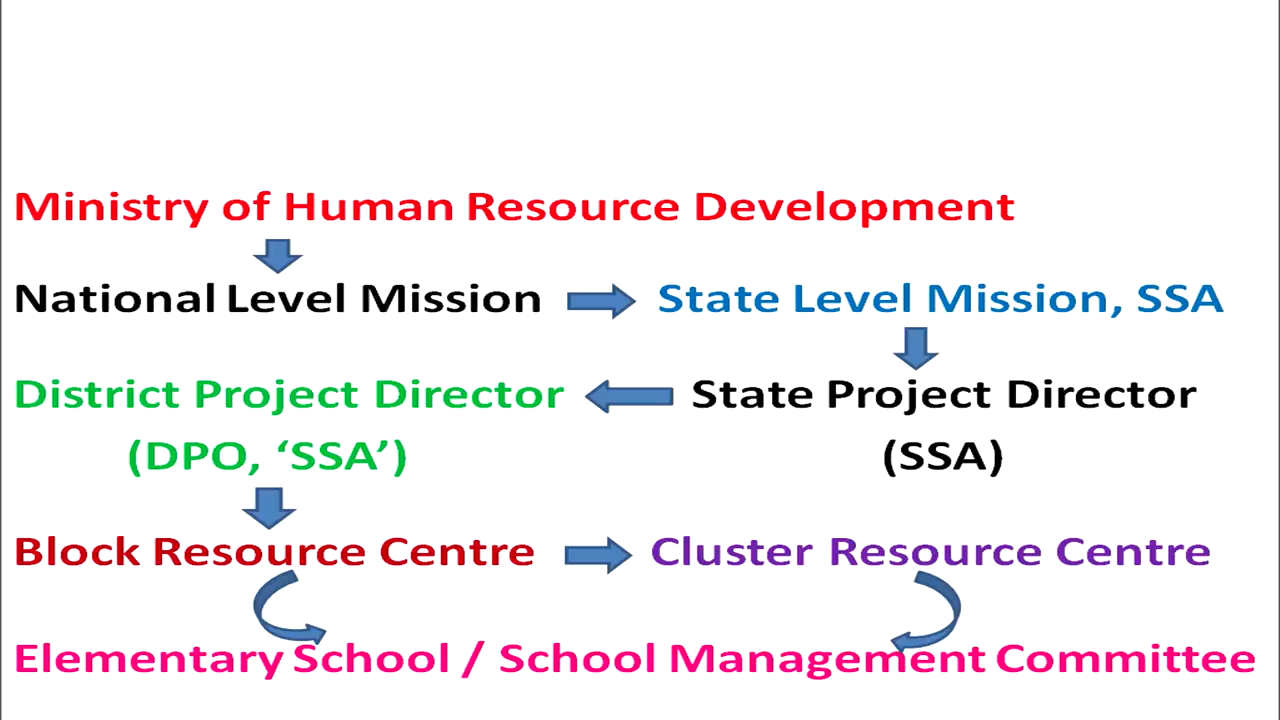 Ministry of Human Resource Development
National Level Mission State Level Mission, SSA
District Project Director State Project Director
(DPO, ‘SSA’) (SSA)
Block Resource Centre Cluster Resource Centre
Elementary School / School Management Committee